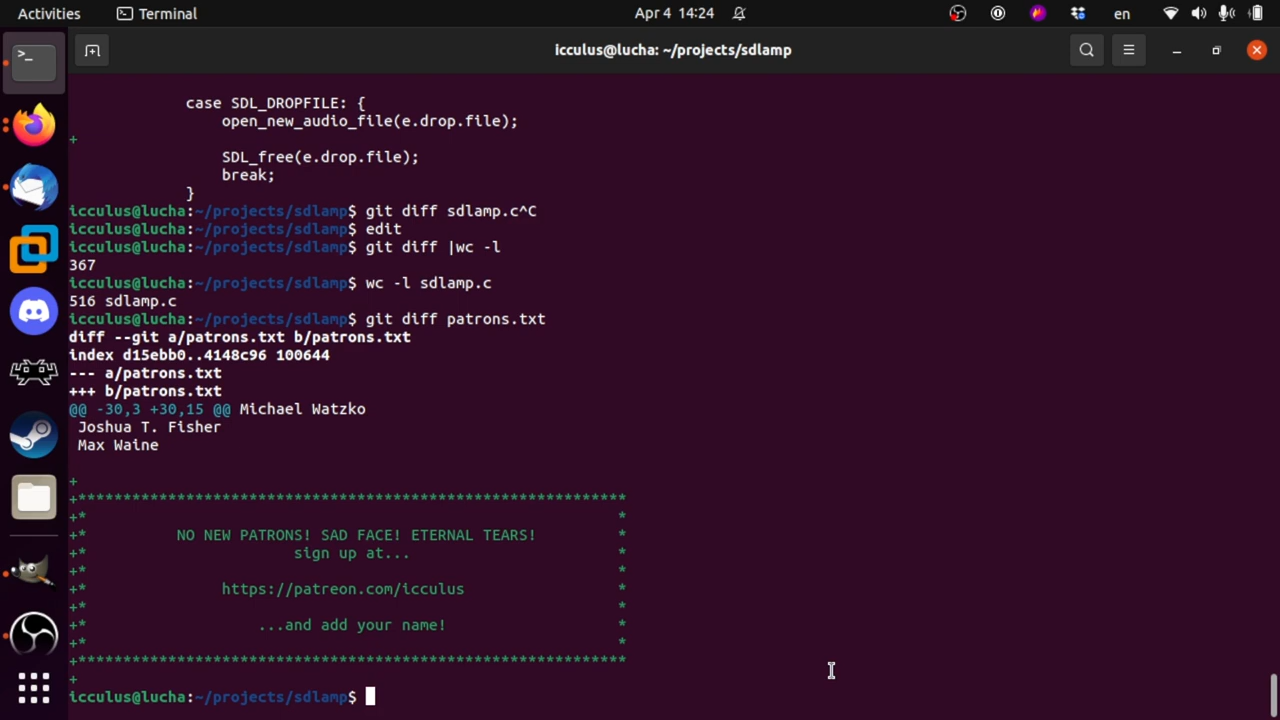 Activities Terminal Apr 4 14:24 en
icculus@lucha: ~/projects/sdlamp
case SDL_DROPFILE: {
open_new_audio_file(e.drop.file);
+
SDL_free(e.drop.file);
break;
}
icculus@lucha:~/projects/sdlamp$ git diff sdlamp.c^C
icculus@lucha:~/projects/sdlamp$ edit
icculus@lucha:~/projects/sdlamp$ git diff |wc -l
367
icculus@lucha:~/projects/sdlamp$ wc -l sdlamp.c
516 sdlamp.c
icculus@lucha:~/projects/sdlamp$ git diff patrons.txt
diff --git a/patrons.txt b/patrons.txt
index d15ebb0..4148c96 100644
--- a/patrons.txt
+++ b/patrons.txt
@@ -30,3 +30,15 @@ Michael Watzko
Joshua T. Fisher
Max Waine
+
+*************************************************************
+* *
+* NO NEW PATRONS! SAD FACE! ETERNAL TEARS! *
+* sign up at... *
+* *
+* https://patreon.com/icculus *
+* *
+* ...and add your name! *
+* *
+*************************************************************
+
icculus@lucha:~/projects/sdlamp$